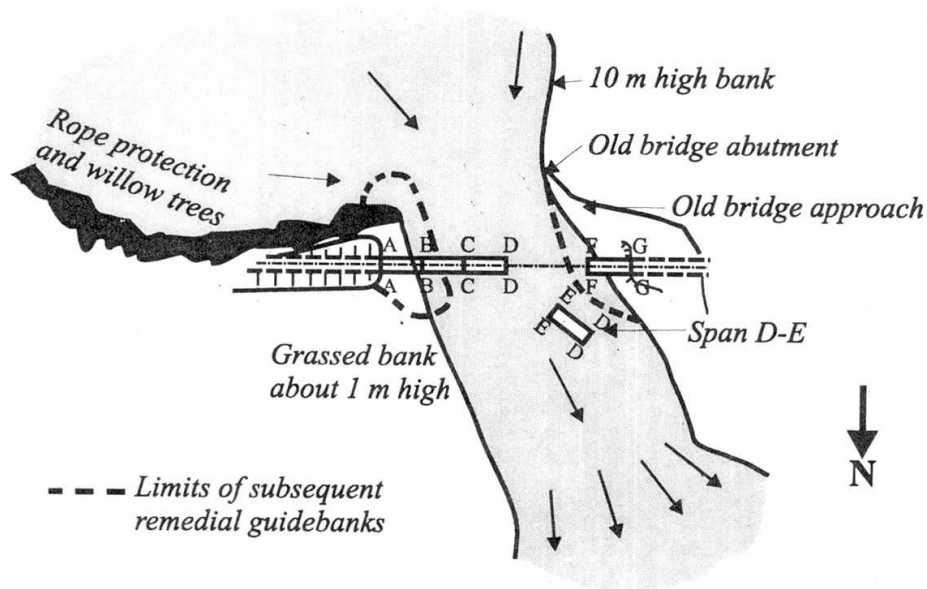 10 m high bank
Old bridge abutment
Rope protection
and willow trees
Old bridge approach
A B C D F G
A B C D F G
E
E D
D
Span D-E
Grassed bank
about 1 m high
N
Limits of subsequent
remedial guidebanks